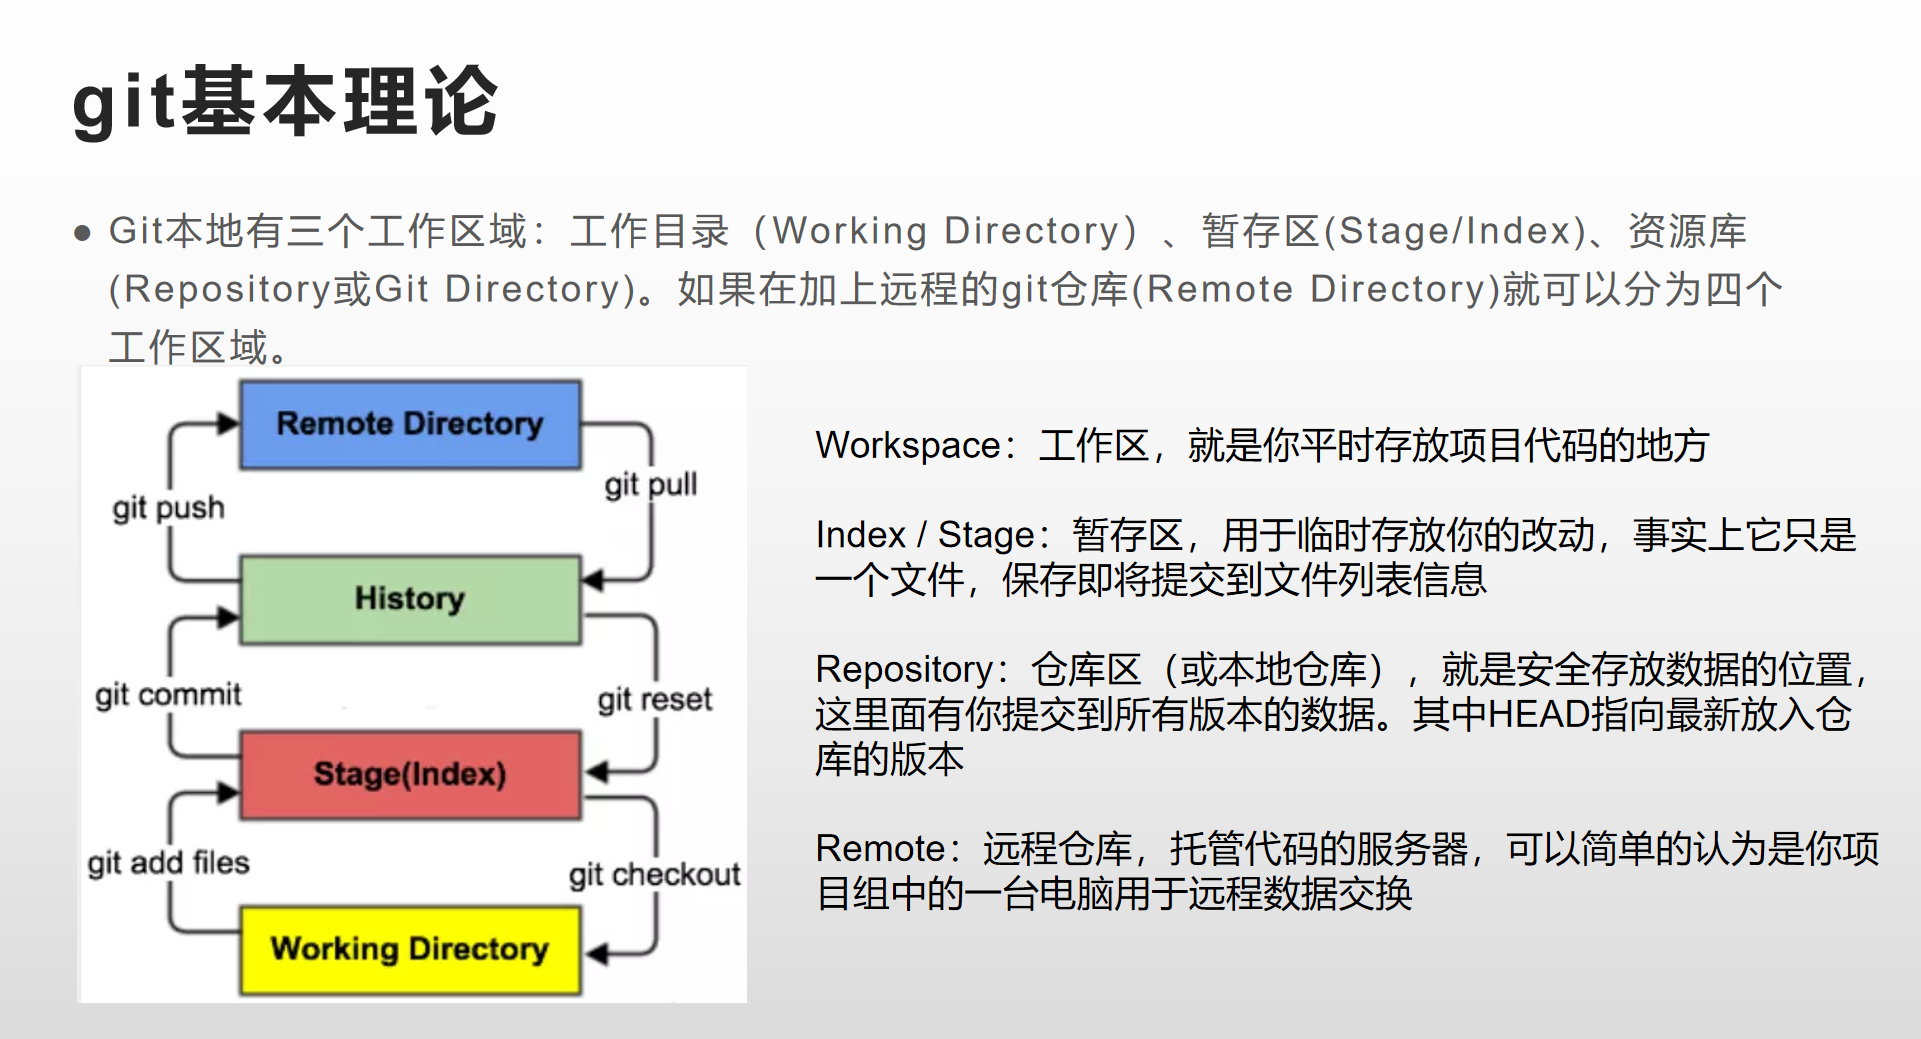 git基本理论
● Git本地有三个工作区域：工作目录（Working Directory）、暂存区(Stage/Index)、资源库
(Repository或Git Directory)。如果在加上远程的git仓库(Remote Directory)就可以分为四个
工作区域。
Remote Directory
git push
git pull
History
git commit
git reset
Stage(Index)
git add files
git checkout
Working Directory
Workspace：工作区，就是你平时存放项目代码的地方
Index / Stage：暂存区，用于临时存放你的改动，事实上它只是
一个文件，保存即将提交到文件列表信息
Repository：仓库区（或本地仓库），就是安全存放数据的位置，
这里面有你提交到所有版本的数据。其中HEAD指向最新放入仓
库的版本
Remote：远程仓库，托管代码的服务器，可以简单的认为是你项
目组中的一台电脑用于远程数据交换